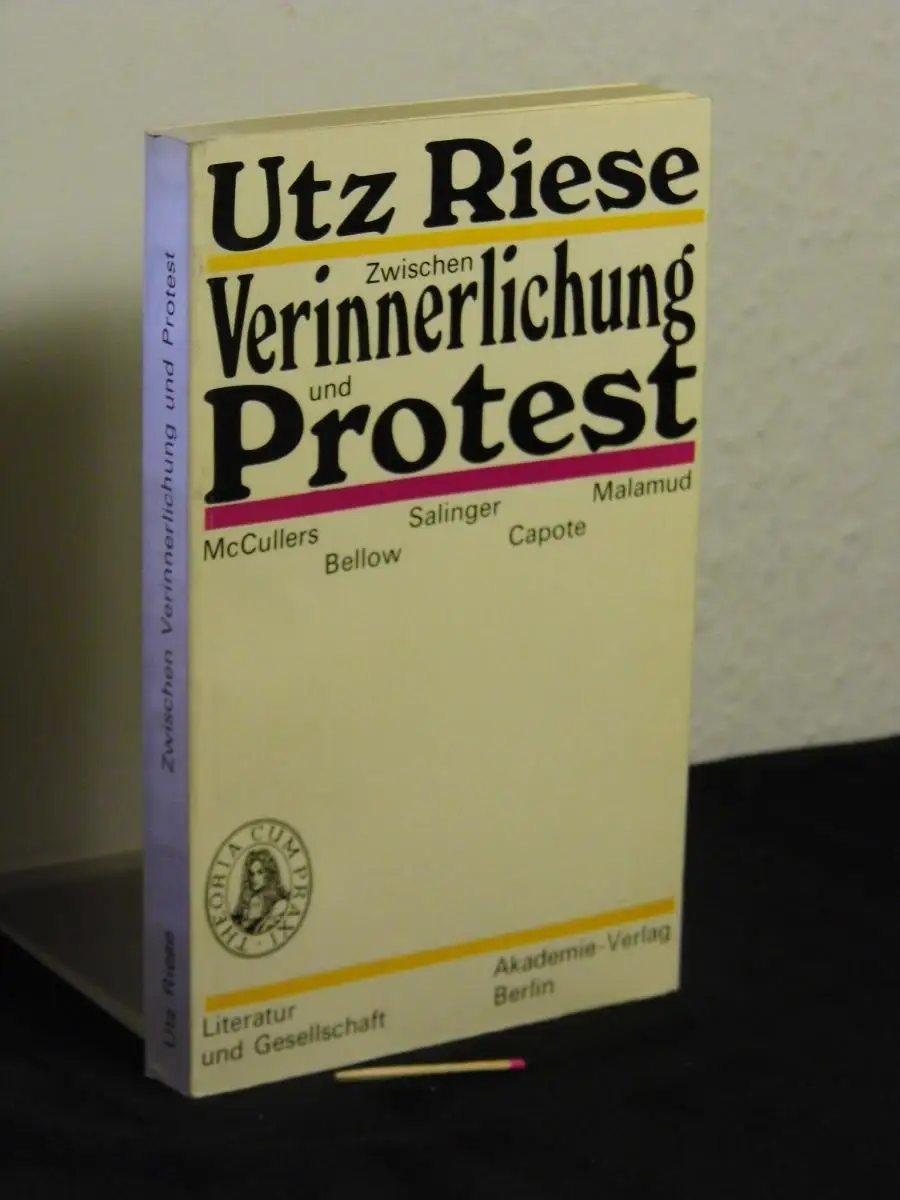 Utz Riese
Zwischen
Verinnerlichung
und
Protest
McCullers
Salinger
Malamud
Bellow
Capote
THEORIA CUM PRAXI
Literatur
und Gesellschaft
Akademie-Verlag
Berlin
Utz Riese Zwischen Verinnerlichung und Protest